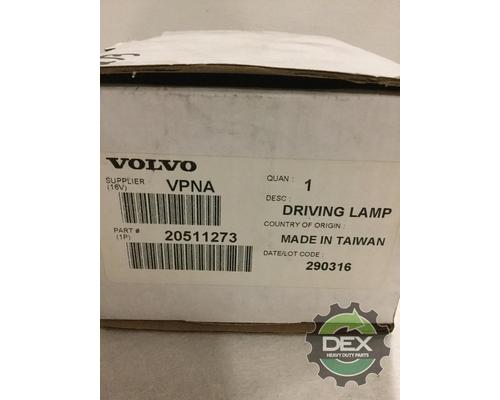 VOLVO
SUPPLIER : VPNA
(16V)
PART # : 20511273
(1P)
QUAN : 1
DESC :
DRIVING LAMP
COUNTRY OF ORIGIN :
MADE IN TAIWAN
DATE/LOT CODE :
290316
DEX
HEAVY DUTY PARTS